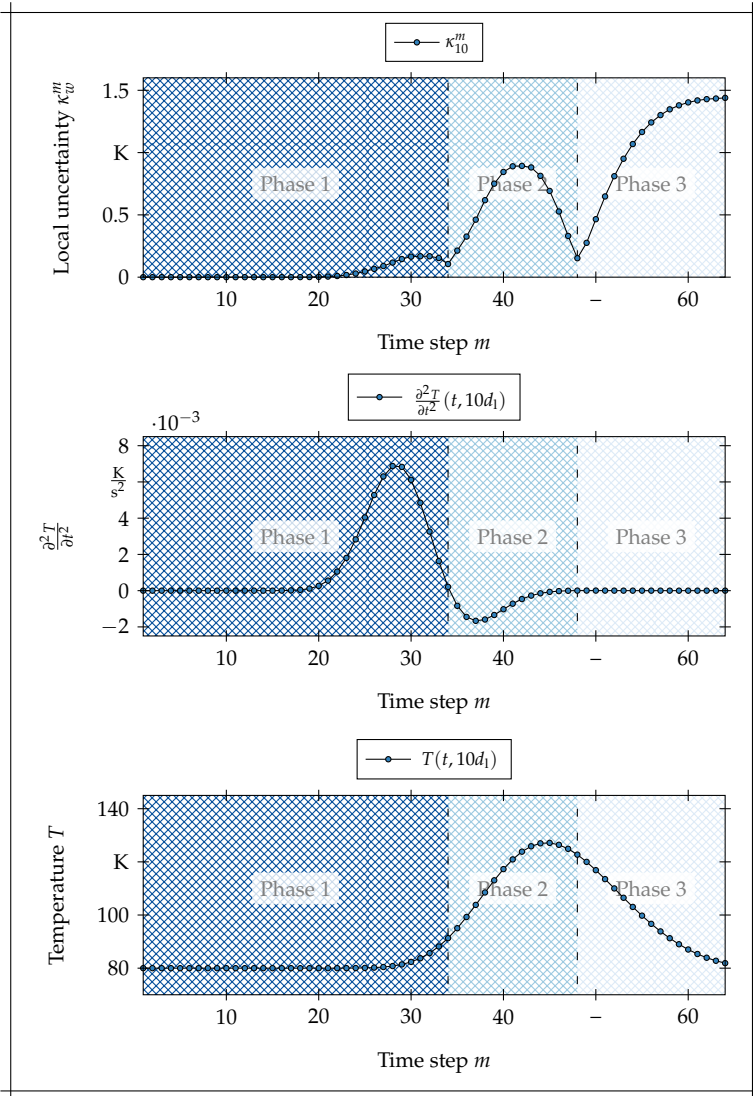 κ₁₀ᵐ
Local uncertainty κ_wᵐ
1.5
K
0.5
0
Phase 1
Phase 2
Phase 3
10 20 30 40 – 60
Time step m
∂²T/∂t² (t, 10d₁)
·10⁻³
∂²T/∂t²
8
K/s²
4
2
0
−2
Phase 1
Phase 2
Phase 3
10 20 30 40 – 60
Time step m
T(t, 10d₁)
Temperature T
140
K
100
80
Phase 1
Phase 2
Phase 3
10 20 30 40 – 60
Time step m